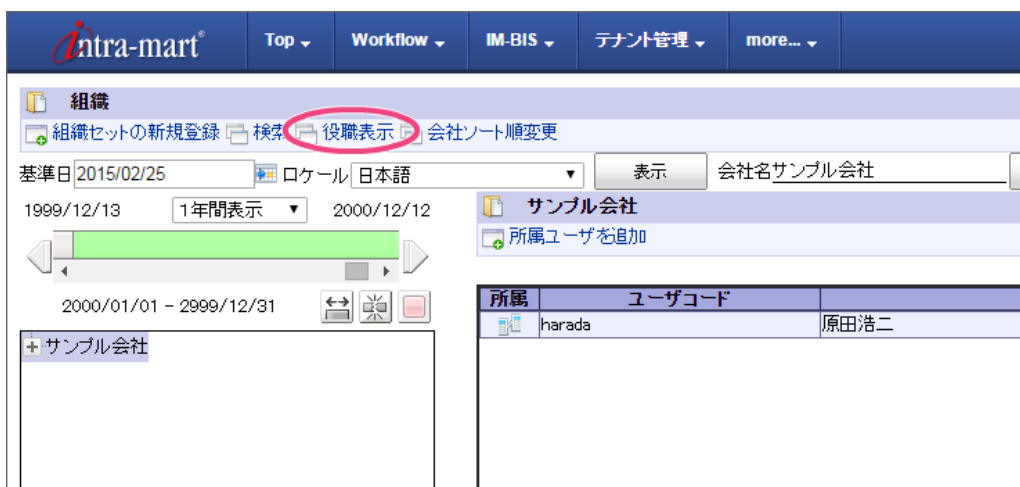 intra-mart® Top Workflow IM-BIS テナント管理 more...
組織
組織セットの新規登録 検索 役職表示 会社ソート順変更
基準日 2015/02/25 ロケール 日本語 表示 会社名 サンプル会社
1999/12/13 1年間表示 2000/12/12
サンプル会社
所属ユーザを追加
2000/01/01 - 2999/12/31
所属 ユーザコード
harada 原田浩二
サンプル会社